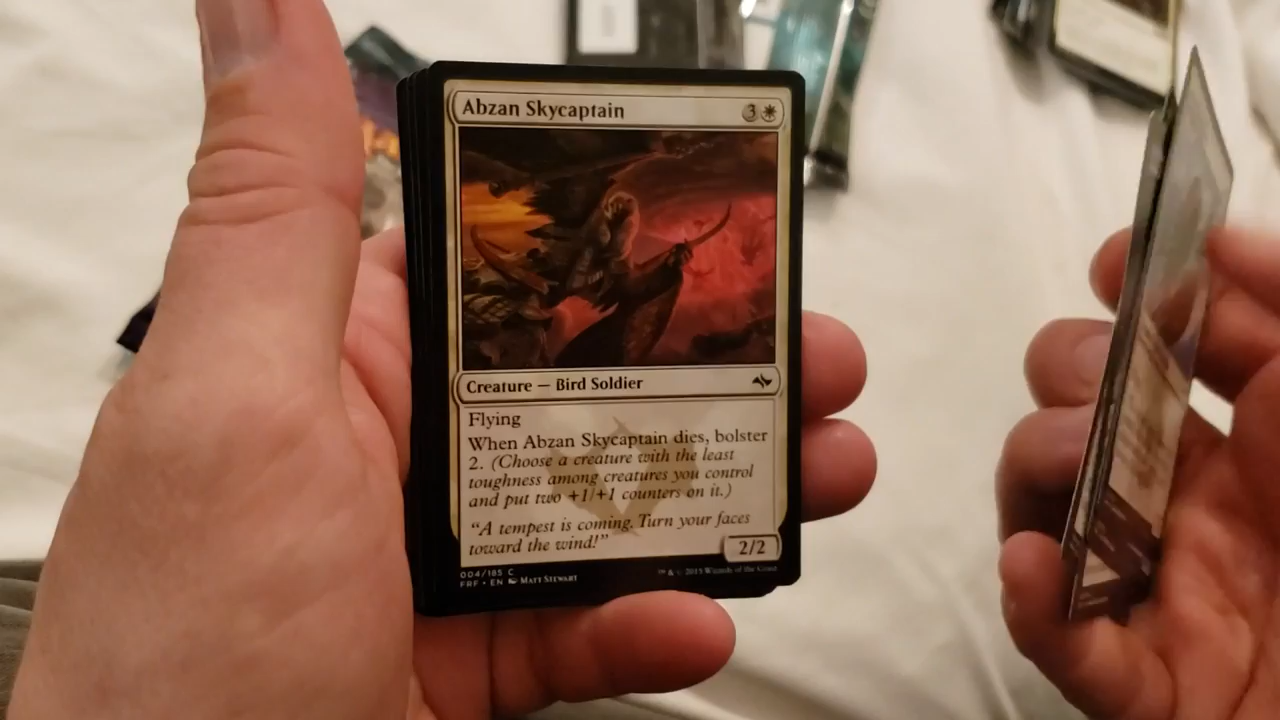 Abzan Skycaptain 3
Creature — Bird Soldier
Flying
When Abzan Skycaptain dies, bolster
2. (Choose a creature with the least
toughness among creatures you control
and put two +1/+1 counters on it.)
"A tempest is coming. Turn your faces
toward the wind!"
2/2
004/185 C
FRF • EN Matt Stewart
™ & © 2015 Wizards of the Coast